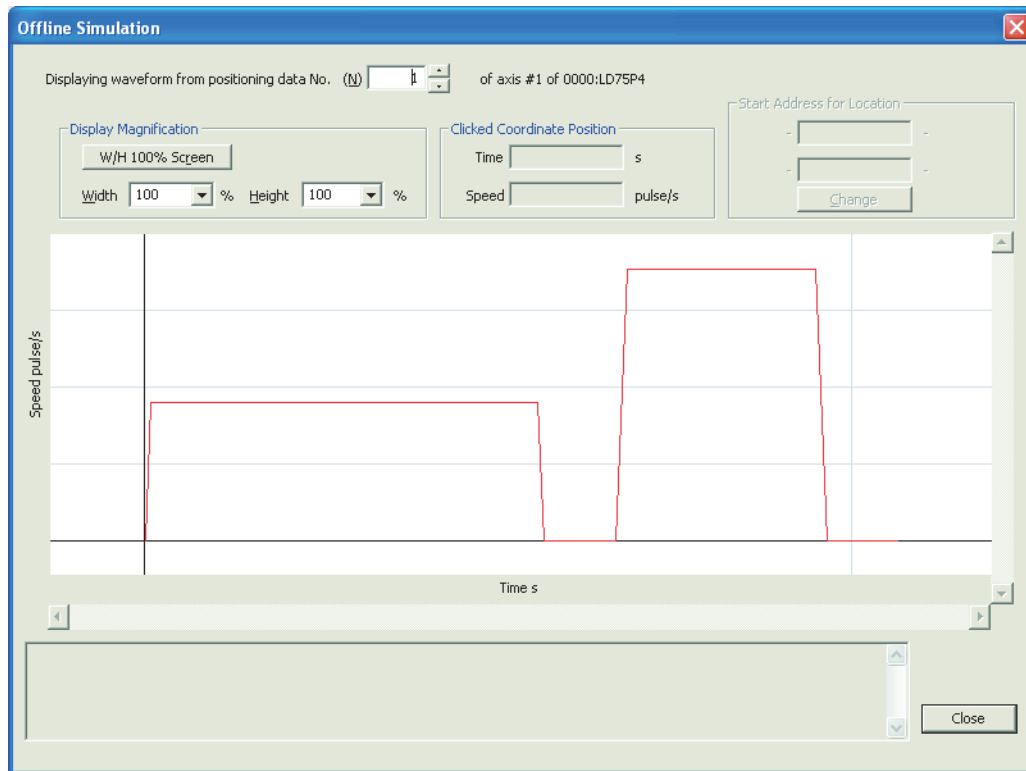 Offline Simulation
Displaying waveform from positioning data No. (N) 1 of axis #1 of 0000:LD75P4
Start Address for Location
Display Magnification
Clicked Coordinate Position
- -
W/H 100% Screen
Time s
- -
Width 100 % Height 100 %
Speed pulse/s
Change
Speed pulse/s
Time s
Close